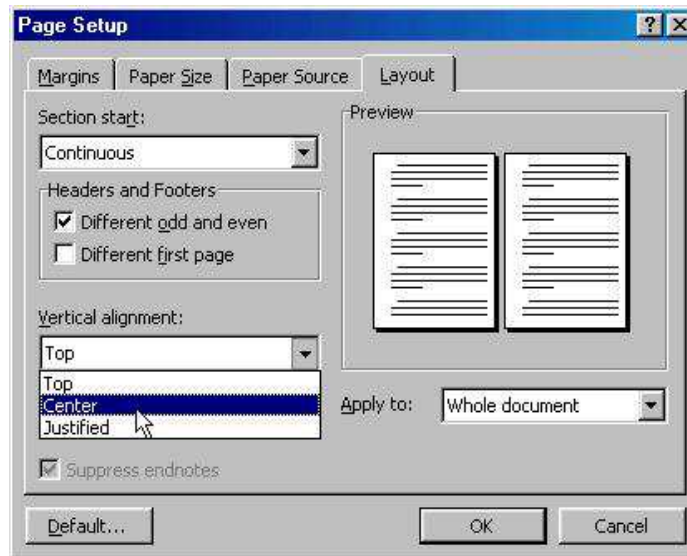 Page Setup
Margins
Paper Size
Paper Source
Layout
Section start:
Continuous
Headers and Footers
Different odd and even
Different first page
Vertical alignment:
Top
Top
Center
Justified
Suppress endnotes
Preview
Apply to:
Whole document
Default...
OK
Cancel